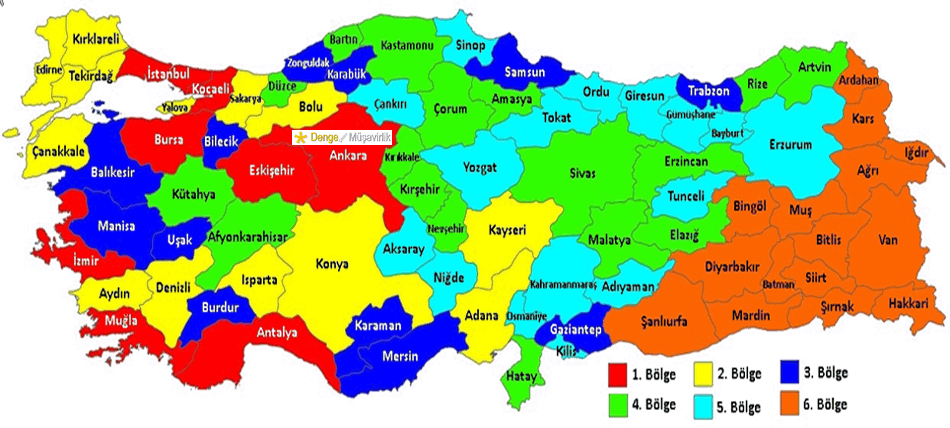 Kırklareli
Edirne
Tekirdağ
İstanbul
Kocaeli
Yalova
Sakarya
Düzce
Bolu
Zonguldak
Bartın
Karabük
Kastamonu
Sinop
Çankırı
Samsun
Çorum
Amasya
Tokat
Ordu
Giresun
Trabzon
Gümüşhane
Bayburt
Rize
Artvin
Ardahan
Kars
Iğdır
Ağrı
Erzurum
Erzincan
Tunceli
Bingöl
Muş
Bitlis
Van
Hakkari
Şırnak
Siirt
Batman
Mardin
Diyarbakır
Şanlıurfa
Elazığ
Malatya
Adıyaman
Kahramanmaraş
Gaziantep
Kilis
Osmaniye
Hatay
Adana
Sivas
Yozgat
Kayseri
Nevşehir
Kırşehir
Kırıkkale
Ankara
Denge Müşavirlik
Eskişehir
Bilecik
Bursa
Çanakkale
Balıkesir
Kütahya
Manisa
Uşak
Afyonkarahisar
İzmir
Aydın
Denizli
Muğla
Burdur
Isparta
Antalya
Konya
Karaman
Mersin
Aksaray
Niğde
1. Bölge
2. Bölge
3. Bölge
4. Bölge
5. Bölge
6. Bölge